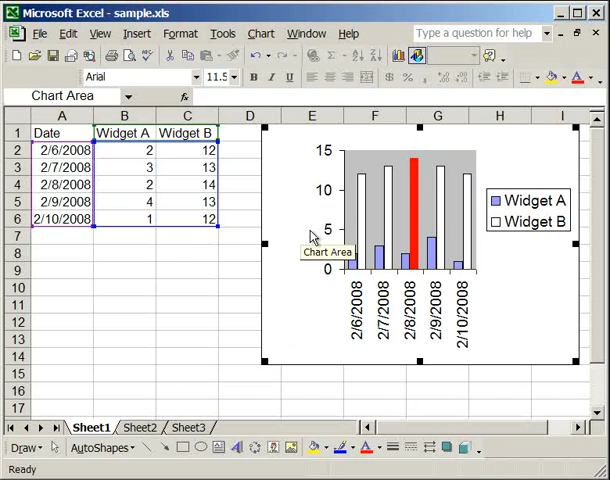 Microsoft Excel - sample.xls
File Edit View Insert Format Tools Chart Window Help Type a question for help
Arial 11.5 B I U $ % A
Chart Area fx
A B C D E F G H I
1 Date Widget A Widget B
2 2/6/2008 2 12
3 2/7/2008 3 13
4 2/8/2008 2 14
5 2/9/2008 4 13
6 2/10/2008 1 12
7
8
9
10
11
12
13
14
15
16
17
15
10
5
0
2/6/2008 2/7/2008 2/8/2008 2/9/2008 2/10/2008
Widget A
Widget B
Chart Area
Sheet1 Sheet2 Sheet3
Draw AutoShapes A A
Ready